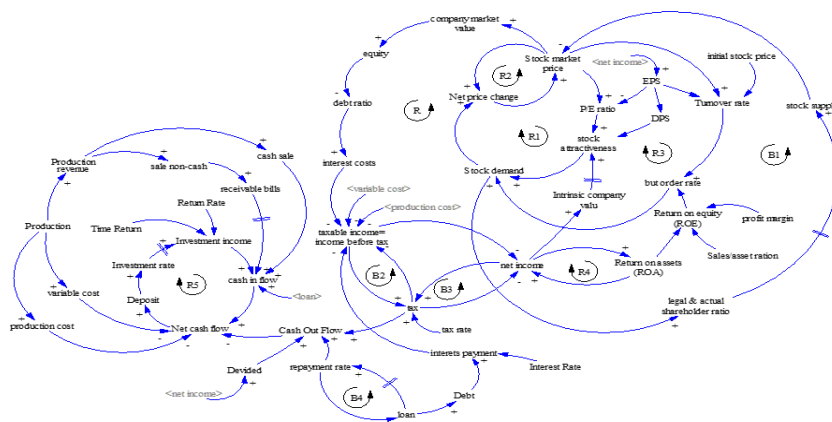 company market
value
equity
Stock market
price
<net income>
initial stock price
R2
EPS
debt ratio
R
Net price change
P/E ratio
Turnover rate
stock suppl
DPS
R1
stock
attractiveness
R3
B1
Production
revenue
sale non-cash
cash sale
interest costs
Stock demand
receivable bills
<variable cost>
Intrinsic company
valu
but order rate
Return Rate
<production cost>
Production
Time Return
Return on equity
(ROE)
profit margin
Investment income
taxable income=
income before tax
Investment rate
net income
Return on assets
(ROA)
Sales/asset ration
cash in flow
B2
B3
R4
R5
variable cost
Deposit
<loan>
tax
legal & actual
shareholder ratio
production cost
Net cash flow
Cash Out Flow
tax rate
interets payment
Devided
repayment rate
Interest Rate
<net income>
B4
Debt
loan